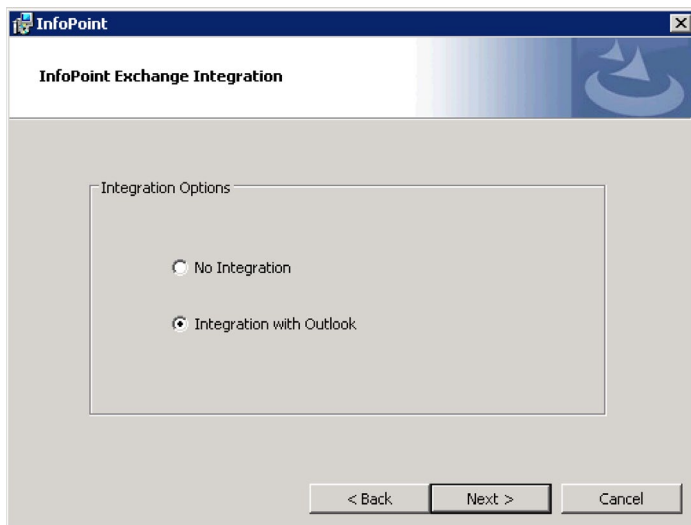 InfoPoint
InfoPoint Exchange Integration
Integration Options
No Integration
Integration with Outlook
< Back
Next >
Cancel